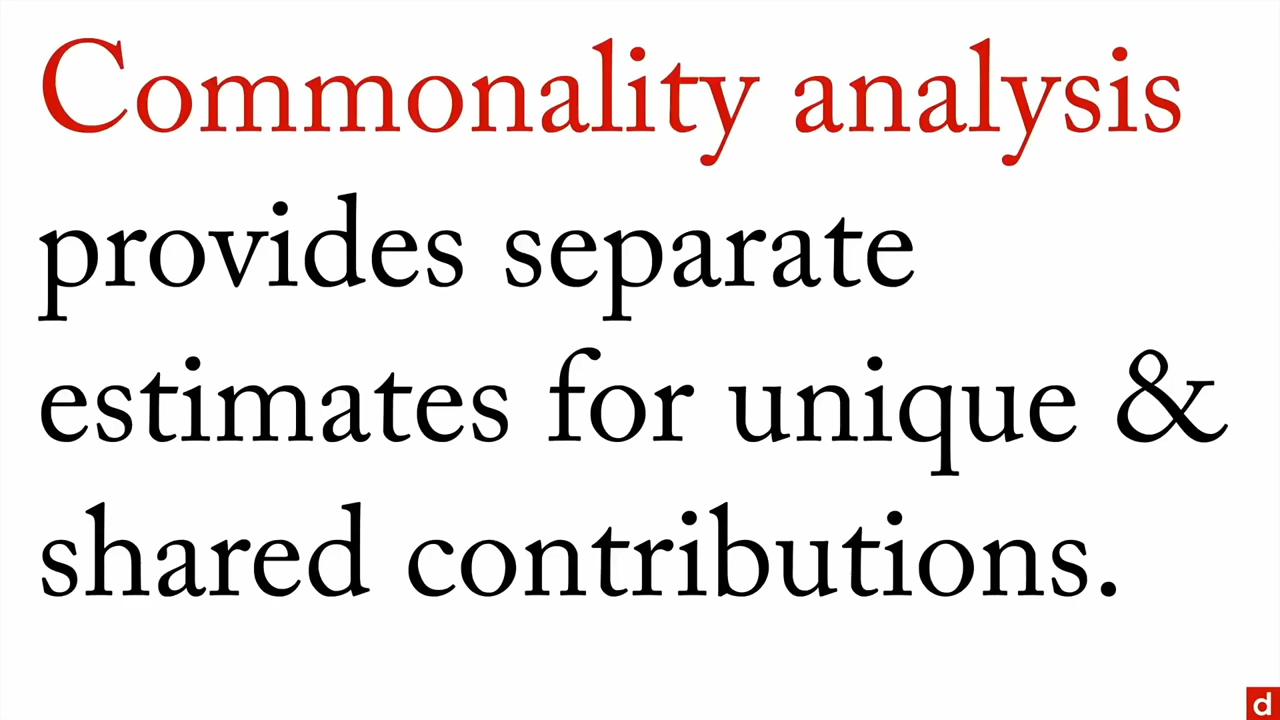 Commonality analysis
provides separate
estimates for unique &
shared contributions.
d